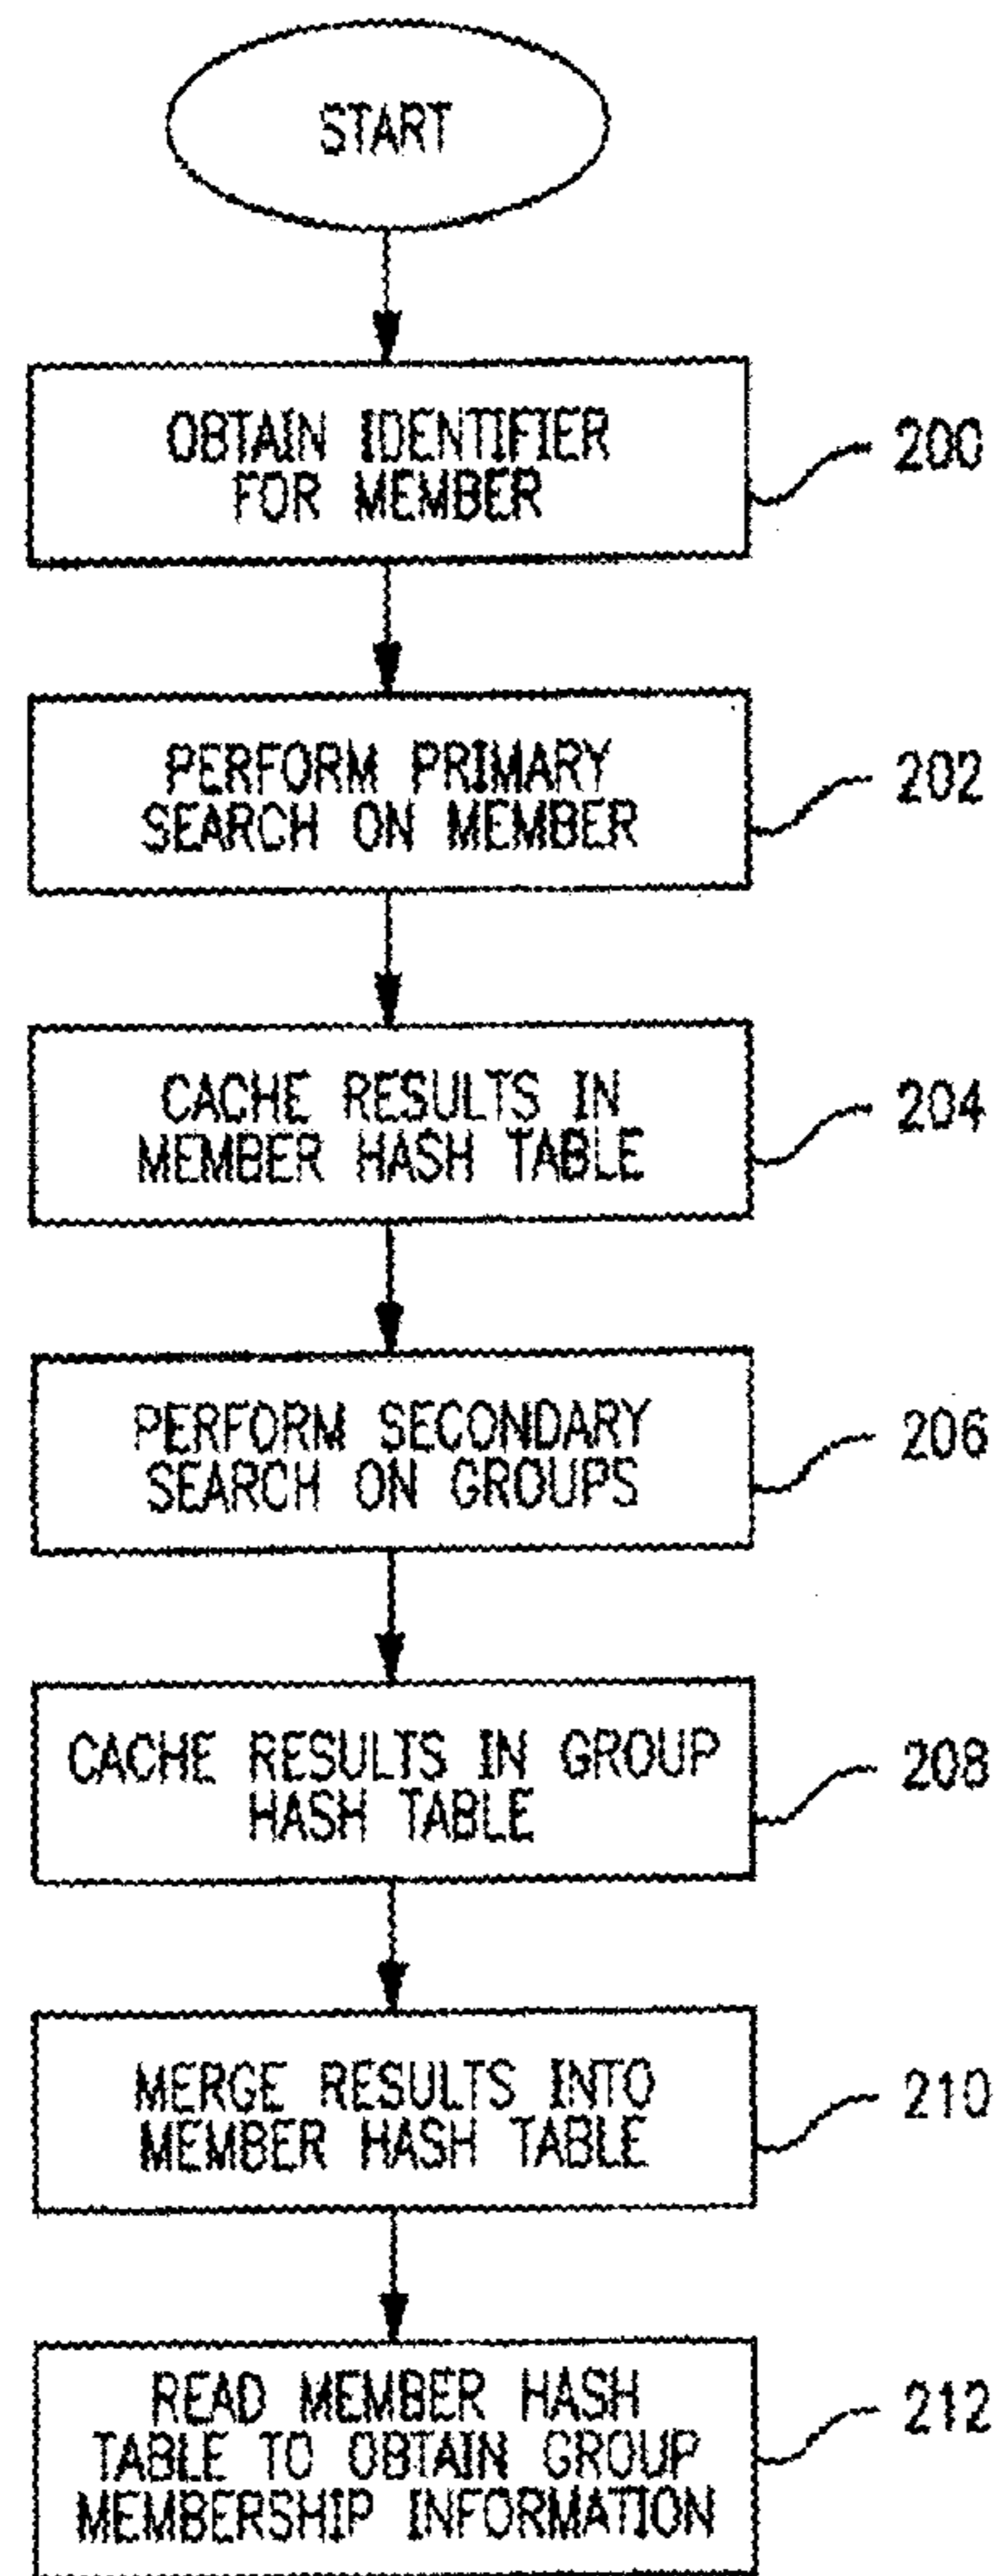 START
OBTAIN IDENTIFIER
FOR MEMBER
200
PERFORM PRIMARY
SEARCH ON MEMBER
202
CACHE RESULTS IN
MEMBER HASH TABLE
204
PERFORM SECONDARY
SEARCH ON GROUPS
206
CACHE RESULTS IN GROUP
HASH TABLE
208
MERGE RESULTS INTO
MEMBER HASH TABLE
210
READ MEMBER HASH
TABLE TO OBTAIN GROUP
MEMBERSHIP INFORMATION
212